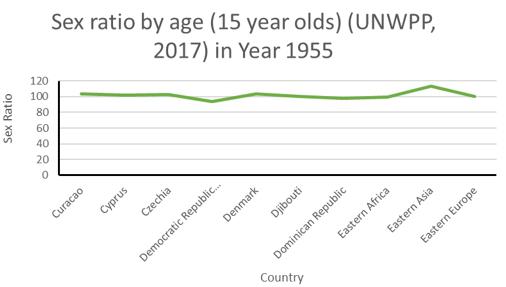 Sex ratio by age (15 year olds) (UNWPP,
2017) in Year 1955
Sex Ratio
120
100
80
60
40
20
0
Curacao
Cyprus
Czechia
Democratic Republic...
Denmark
Djibouti
Dominican Republic
Eastern Africa
Eastern Asia
Eastern Europe
Country